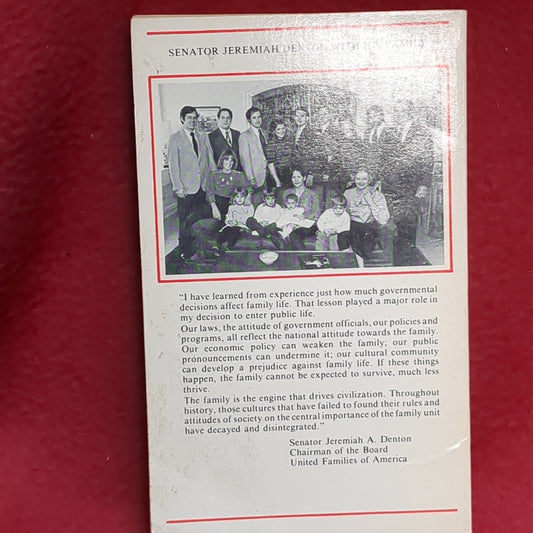 SENATOR JEREMIAH DENTON WITH HIS FAMILY
“I have learned from experience just how much governmental
decisions affect family life. That lesson played a major role in
my decision to enter public life.
Our laws, the attitude of government officials, our policies and
programs, all reflect the national attitude towards the family.
Our economic policy can weaken the family; our public
pronouncements can undermine it; our cultural community
can develop a prejudice against family life. If these things
happen, the family cannot be expected to survive, much less
thrive.
The family is the engine that drives civilization. Throughout
history, those cultures that have failed to found their rules and
attitudes of society on the central importance of the family unit
have decayed and disintegrated.”
Senator Jeremiah A. Denton
Chairman of the Board
United Families of America